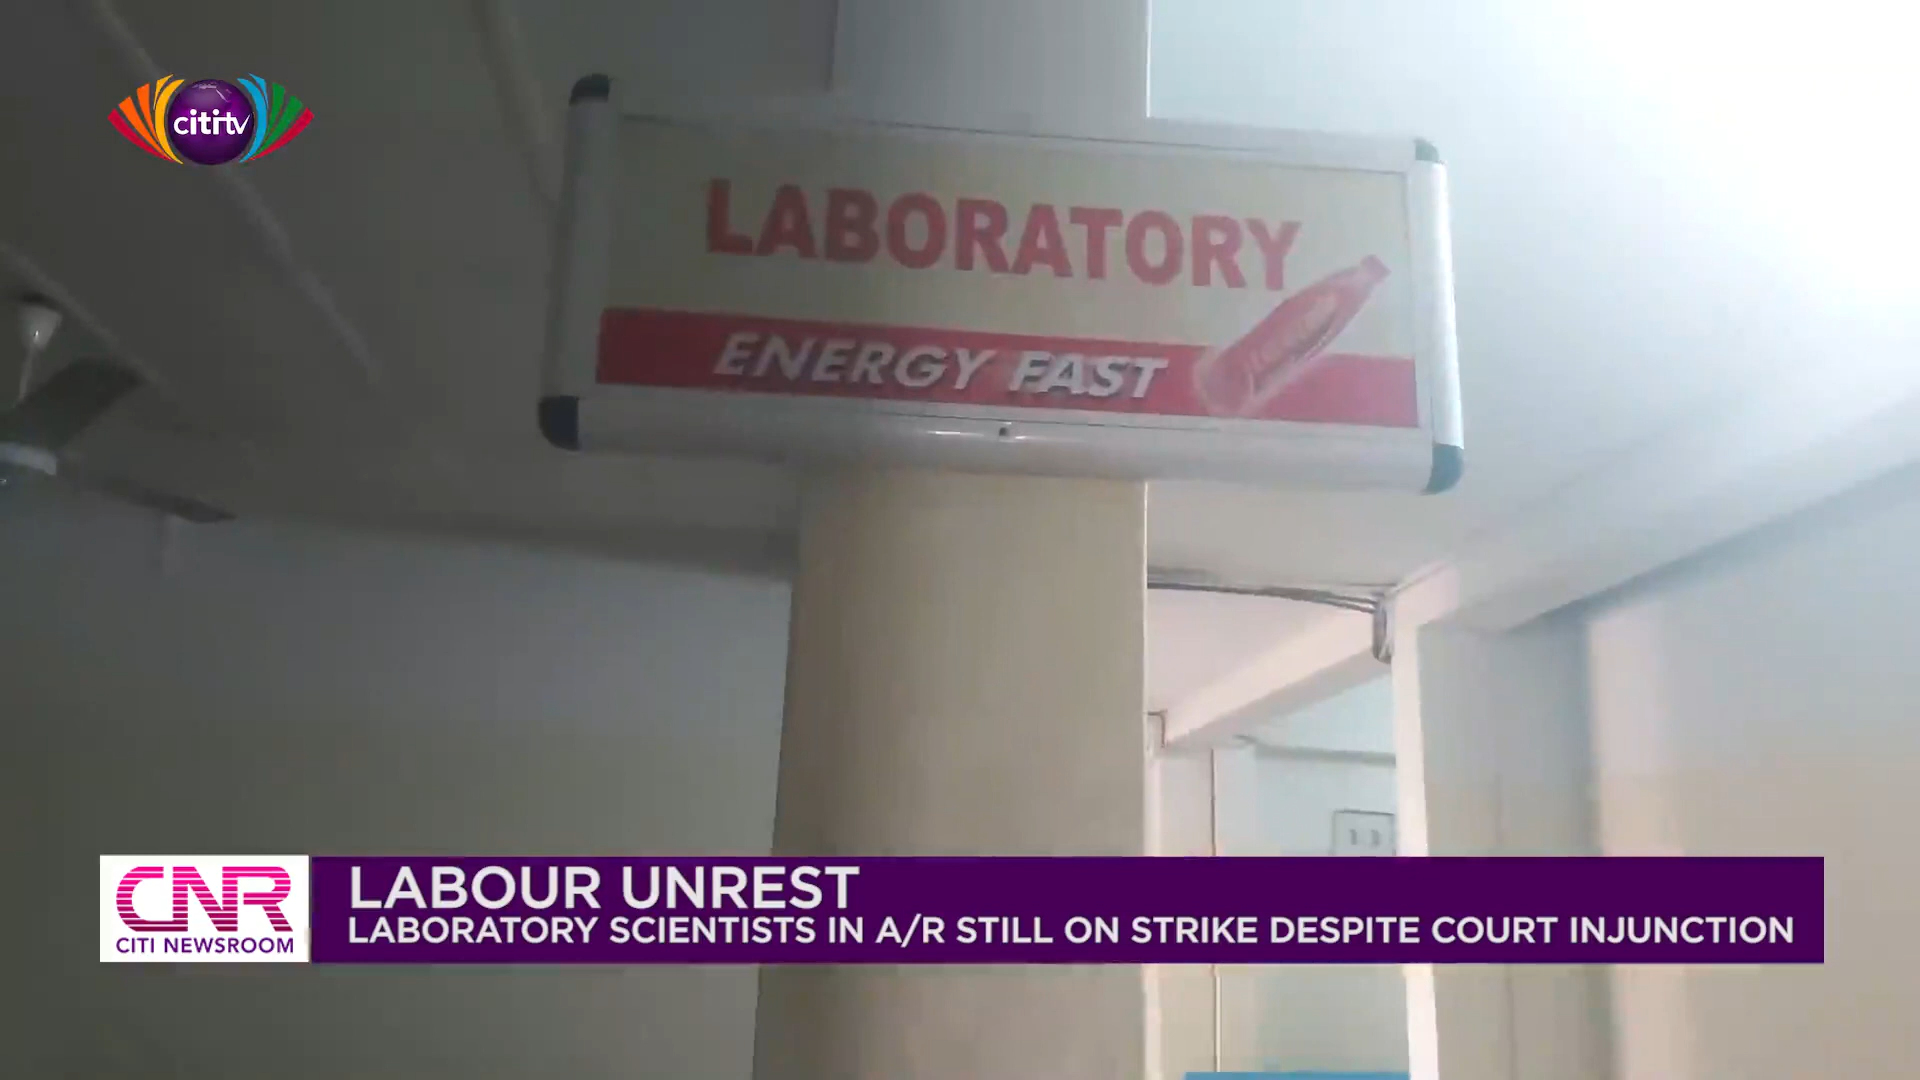 citi tv
LABORATORY
ENERGY FAST
CNR
CITI NEWSROOM
LABOUR UNREST
LABORATORY SCIENTISTS IN A/R STILL ON STRIKE DESPITE COURT INJUNCTION